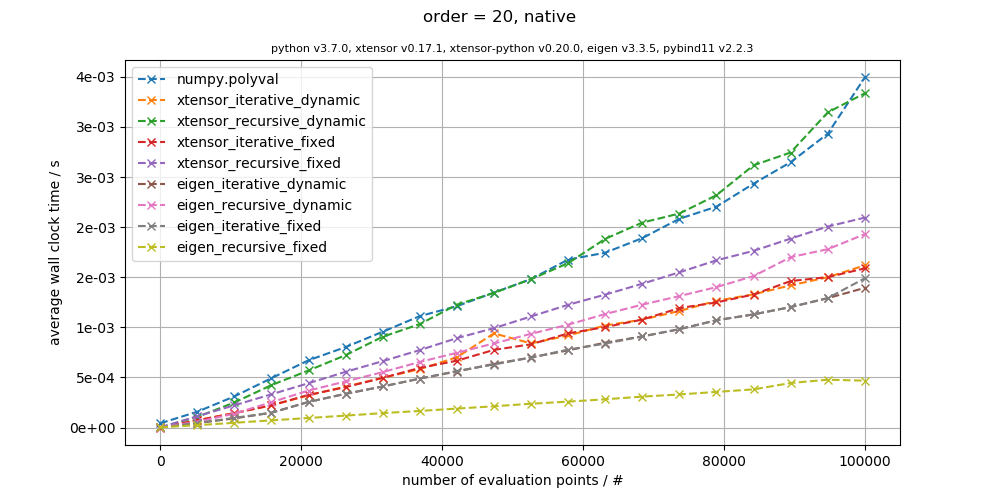 order = 20, native
python v3.7.0, xtensor v0.17.1, xtensor-python v0.20.0, eigen v3.3.5, pybind11 v2.2.3
numpy.polyval
xtensor_iterative_dynamic
xtensor_recursive_dynamic
xtensor_iterative_fixed
xtensor_recursive_fixed
eigen_iterative_dynamic
eigen_recursive_dynamic
eigen_iterative_fixed
eigen_recursive_fixed
average wall clock time / s
4e-03
3e-03
3e-03
2e-03
2e-03
1e-03
5e-04
0e+00
0
20000
40000
60000
80000
100000
number of evaluation points / #